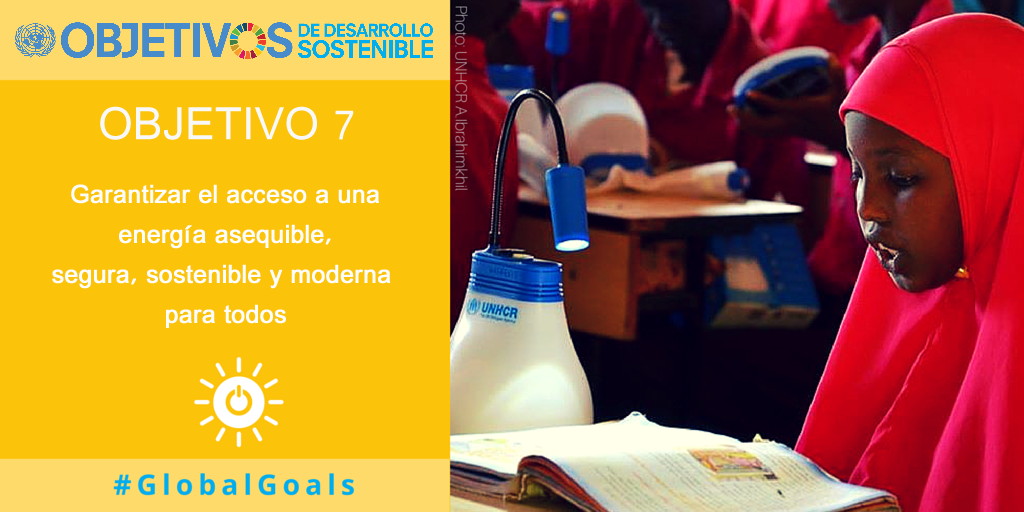 OBJETIVOS DE DESARROLLO
SOSTENIBLE
OBJETIVO 7
Garantizar el acceso a una
energía asequible,
segura, sostenible y moderna
para todos
#GlobalGoals
Photo: UNHCR A.Ibrahimkhil
UNHCR